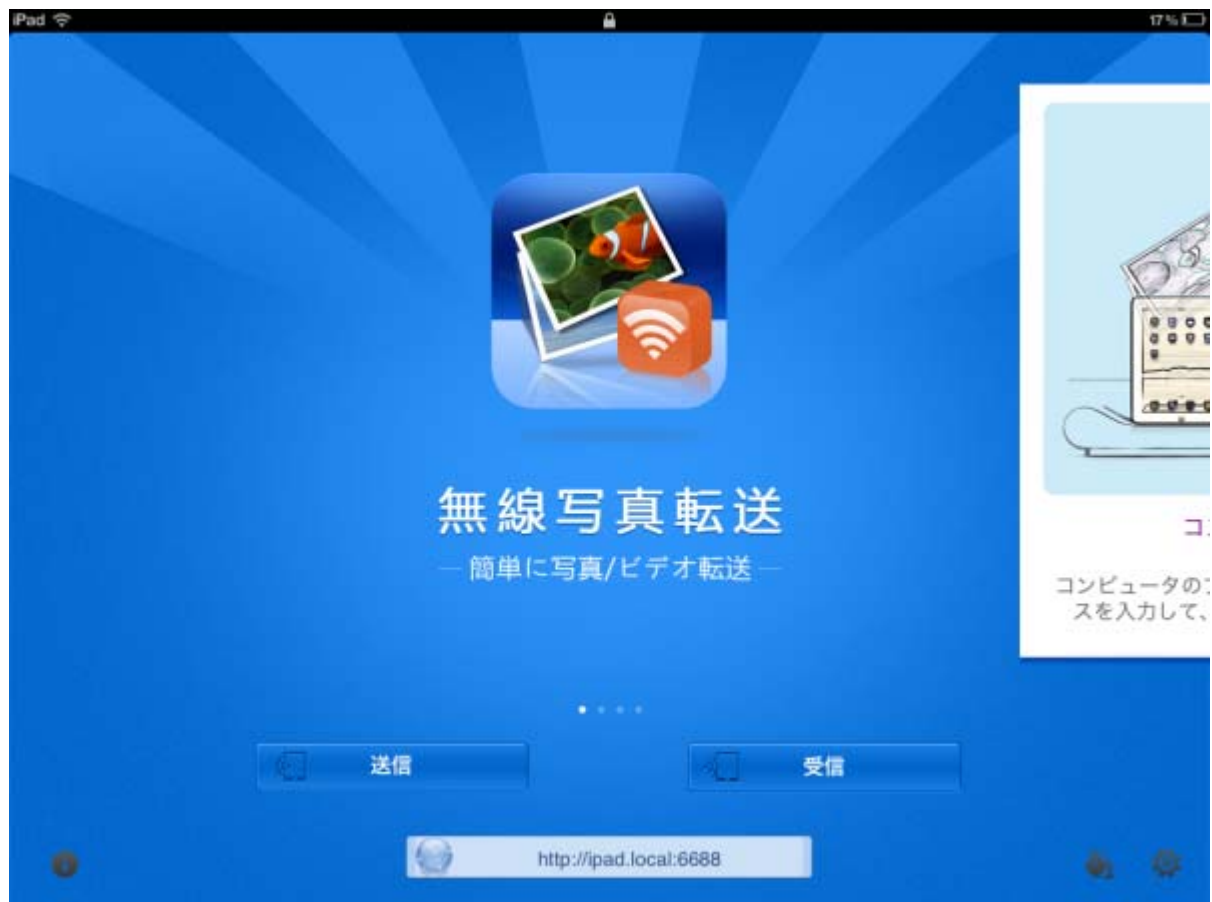 iPad
17%
無線写真転送
簡単に写真/ビデオ転送
コ
コンピュータの
スを入力して、
送信
受信
http://ipad.local:6688